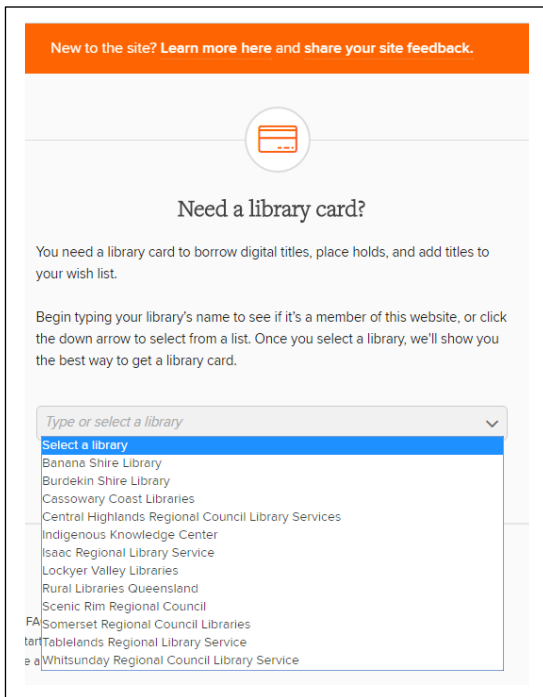 New to the site? Learn more here and share your site feedback.
Need a library card?
You need a library card to borrow digital titles, place holds, and add titles to
your wish list.
Begin typing your library's name to see if it's a member of this website, or click
the down arrow to select from a list. Once you select a library, we'll show you
the best way to get a library card.
Type or select a library
Select a library
Banana Shire Library
Burdekin Shire Library
Cassowary Coast Libraries
Central Highlands Regional Council Library Services
Indigenous Knowledge Center
Isaac Regional Library Service
Lockyer Valley Libraries
Rural Libraries Queensland
Scenic Rim Regional Council
Somerset Regional Council Libraries
Tablelands Regional Library Service
Whitsunday Regional Council Library Service